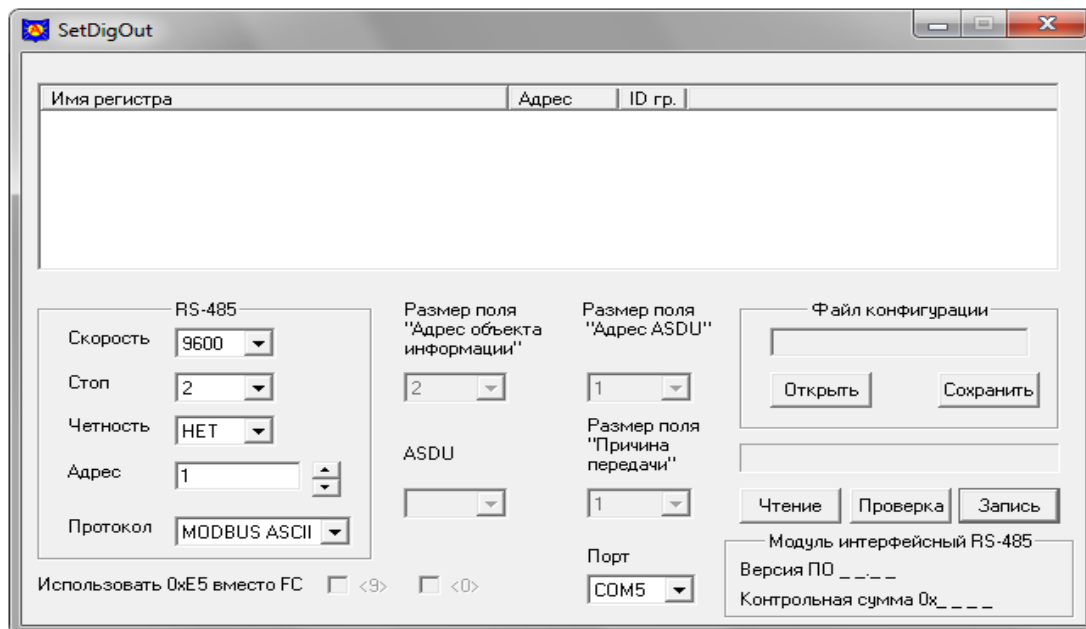 SetDigOut
Имя регистра Адрес ID гр.
RS-485
Скорость 9600
Стоп 2
Четность НЕТ
Адрес 1
Протокол MODBUS ASCII
Использовать 0xE5 вместо FC <9> <0>
Размер поля
"Адрес объекта
информации"
2
ASDU
Размер поля
"Адрес ASDU"
1
Размер поля
"Причина
передачи"
1
Порт
COM5
Файл конфигурации
Открыть Сохранить
Чтение Проверка Запись
Модуль интерфейсный RS-485
Версия ПО _ _._ _
Контрольная сумма 0x_ _ _ _